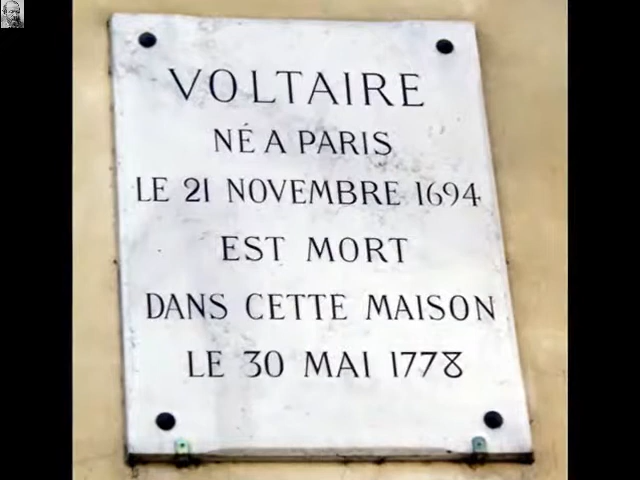 VOLTAIRE
NÉ A PARIS
LE 21 NOVEMBRE 1694
EST MORT
DANS CETTE MAISON
LE 30 MAI 1778